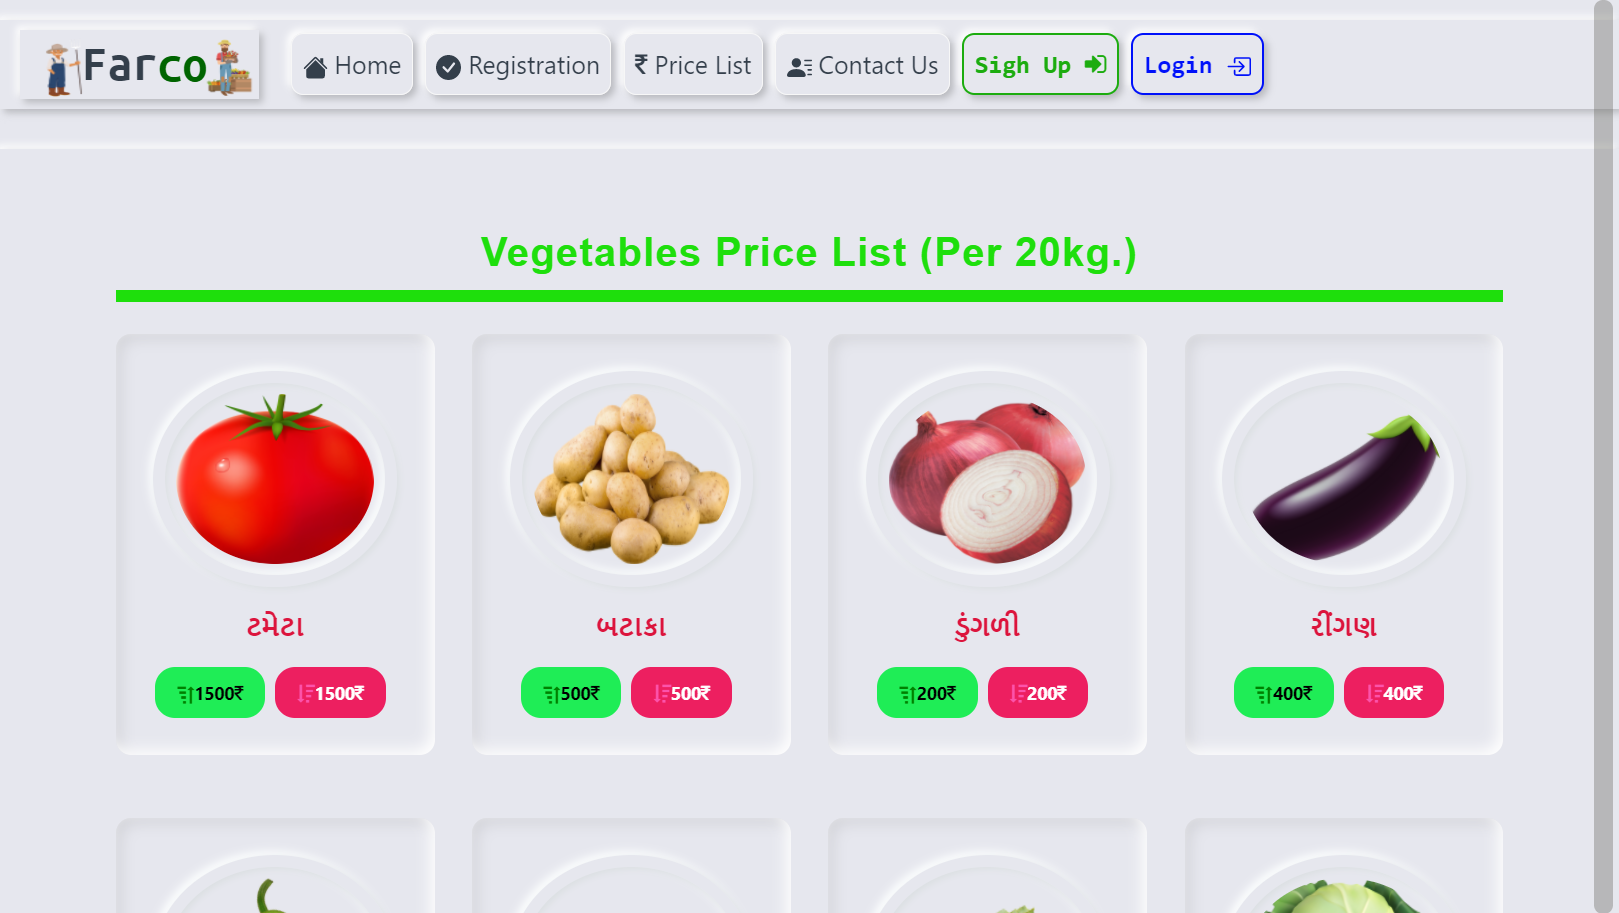 Farco
Home
Registration
₹ Price List
Contact Us
Sigh Up
Login
Vegetables Price List (Per 20kg.)
ટમેટા
બટાકા
ડુંગળી
રીંગણ
1500₹
1500₹
500₹
500₹
200₹
200₹
400₹
400₹